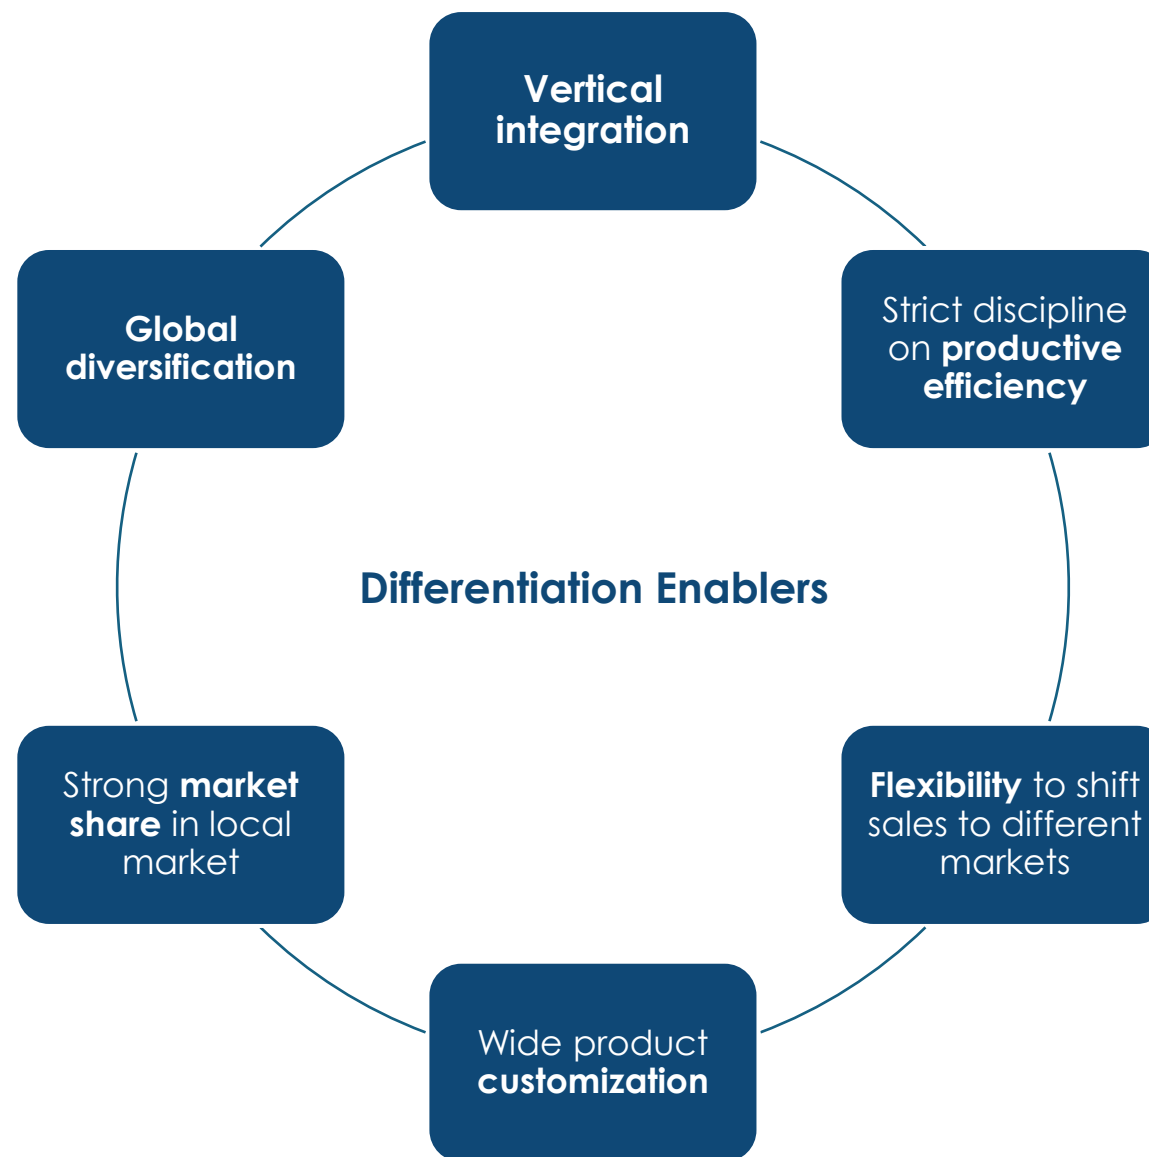 Vertical
integration
Strict discipline
on productive
efficiency
Flexibility to shift
sales to different
markets
Wide product
customization
Strong market
share in local
market
Global
diversification
Differentiation Enablers